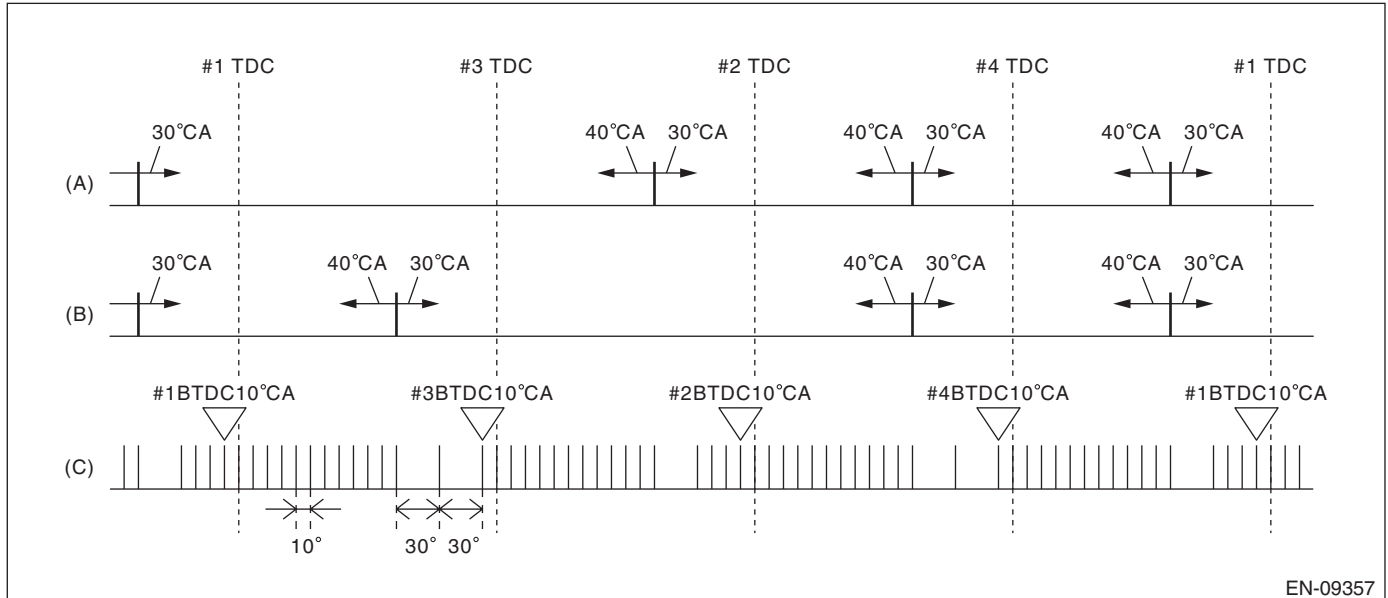 #1 TDC #3 TDC #2 TDC #4 TDC #1 TDC
30°CA 40°CA 30°CA 40°CA 30°CA 40°CA 30°CA
(A)
30°CA 40°CA 30°CA 40°CA 30°CA 40°CA 30°CA
(B)
#1BTDC10°CA #3BTDC10°CA #2BTDC10°CA #4BTDC10°CA #1BTDC10°CA
(C)
10° 30° 30°
EN-09357